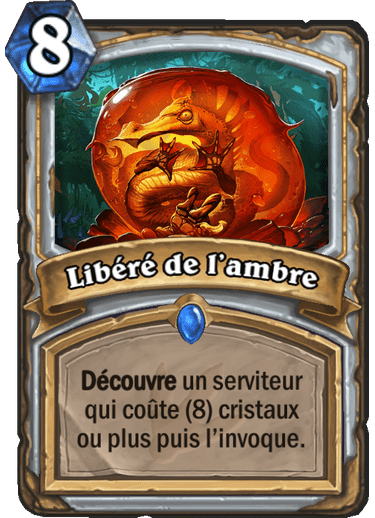 8
Libéré de l'ambre
Découvre un serviteur
qui coûte (8) cristaux
ou plus puis l'invoque.